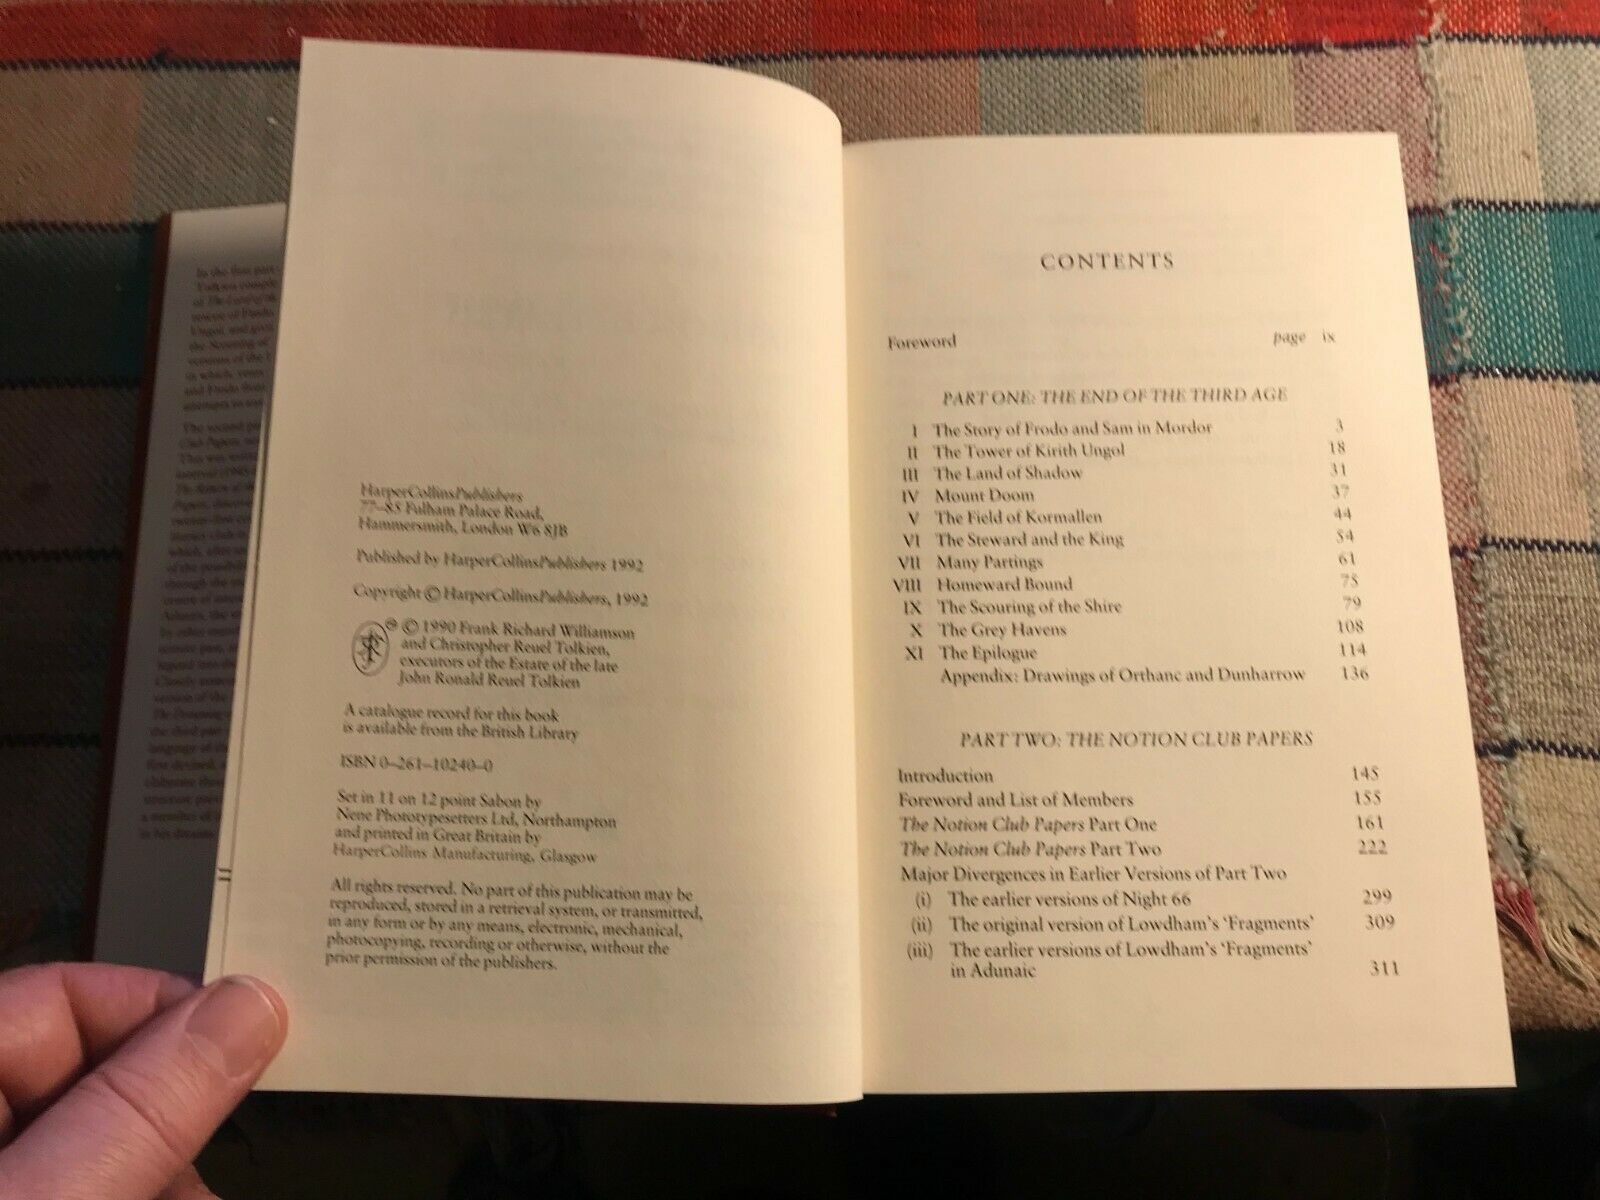 In the first part
of The Lord of the
HarperCollinsPublishers
77–85 Fulham Palace Road,
Hammersmith, London W6 8JB
Published by HarperCollinsPublishers 1992
Copyright © HarperCollinsPublishers, 1992
© 1990 Frank Richard Williamson
and Christopher Reuel Tolkien,
executors of the Estate of the late
John Ronald Reuel Tolkien
A catalogue record for this book
is available from the British Library
ISBN 0–261–10240–0
Set in 11 on 12 point Sabon by
Nene Phototypesetters Ltd, Northampton
and printed in Great Britain by
HarperCollins Manufacturing, Glasgow
All rights reserved. No part of this publication may be
reproduced, stored in a retrieval system, or transmitted,
in any form or by any means, electronic, mechanical,
photocopying, recording or otherwise, without the
prior permission of the publishers.
CONTENTS
Foreword page ix
PART ONE: THE END OF THE THIRD AGE
I The Story of Frodo and Sam in Mordor 3
II The Tower of Kirith Ungol 18
III The Land of Shadow 31
IV Mount Doom 37
V The Field of Kormallen 44
VI The Steward and the King 54
VII Many Partings 61
VIII Homeward Bound 75
IX The Scouring of the Shire 79
X The Grey Havens 108
XI The Epilogue 114
Appendix: Drawings of Orthanc and Dunharrow 136
PART TWO: THE NOTION CLUB PAPERS
Introduction 145
Foreword and List of Members 155
The Notion Club Papers Part One 161
The Notion Club Papers Part Two 222
Major Divergences in Earlier Versions of Part Two
(i) The earlier versions of Night 66 299
(ii) The original version of Lowdham's 'Fragments' 309
(iii) The earlier versions of Lowdham's 'Fragments'
in Adunaic 311